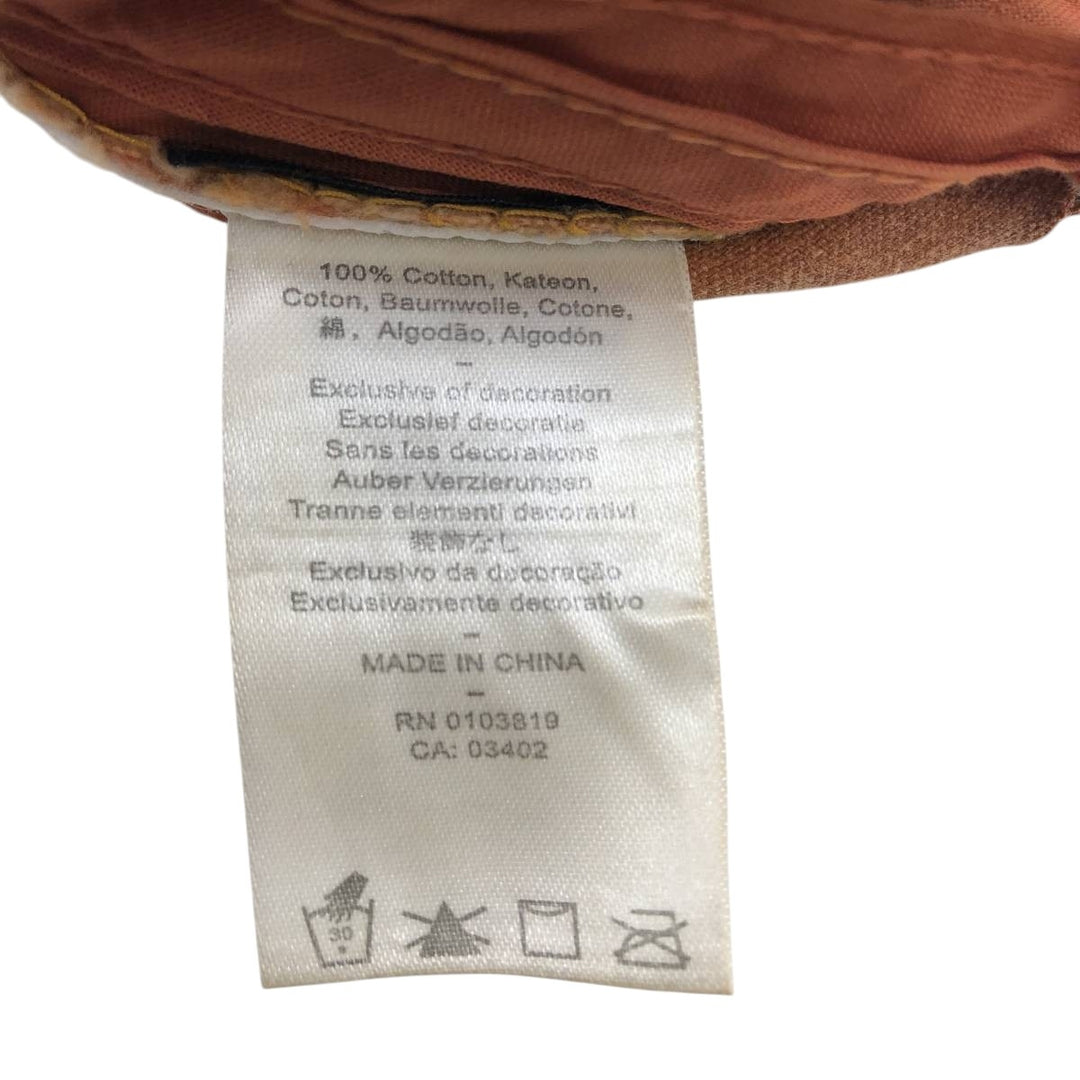 100% Cotton, Kateon,
Coton, Baumwolle, Cotone,
綿, Algodão, Algodón
–
Exclusive of decoration
Exclusief decoratie
Sans les decorations
Auber Verzierungen
Tranne elementi decorativi
装飾なし
Exclusivo da decoração
Exclusivamente decorativo
–
MADE IN CHINA
–
RN 0103819
CA: 03402
30